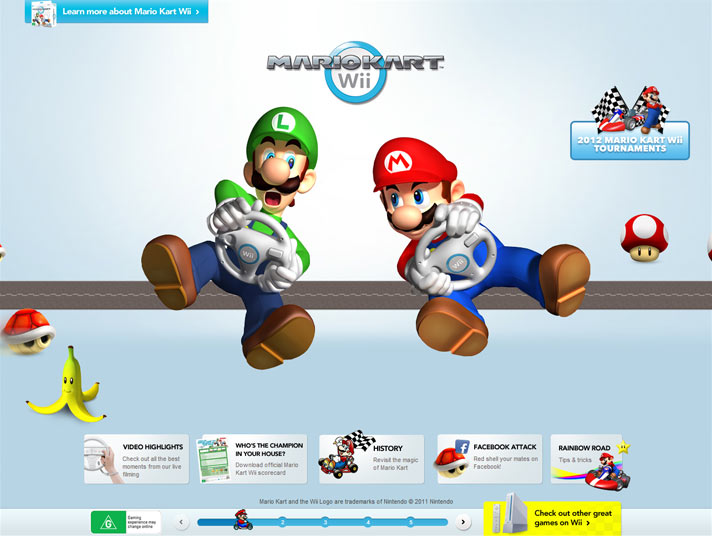 Learn more about Mario Kart Wii ›
MARIOKART™
Wii
2012 MARIO KART Wii
TOURNAMENTS
L
M
Wii
Wii
VIDEO HIGHLIGHTS
Check out all the best
moments from our live
filming
WHO'S THE CHAMPION
IN YOUR HOUSE?
Download official Mario
Kart Wii scorecard
HISTORY
Revisit the magic
of Mario Kart
FACEBOOK ATTACK
Red shell your mates on
Facebook!
RAINBOW ROAD
Tips & tricks
Mario Kart and the Wii Logo are trademarks of Nintendo © 2011 Nintendo
G
Gaming
experience may
change online
2
3
4
5
Check out other great
games on Wii ›